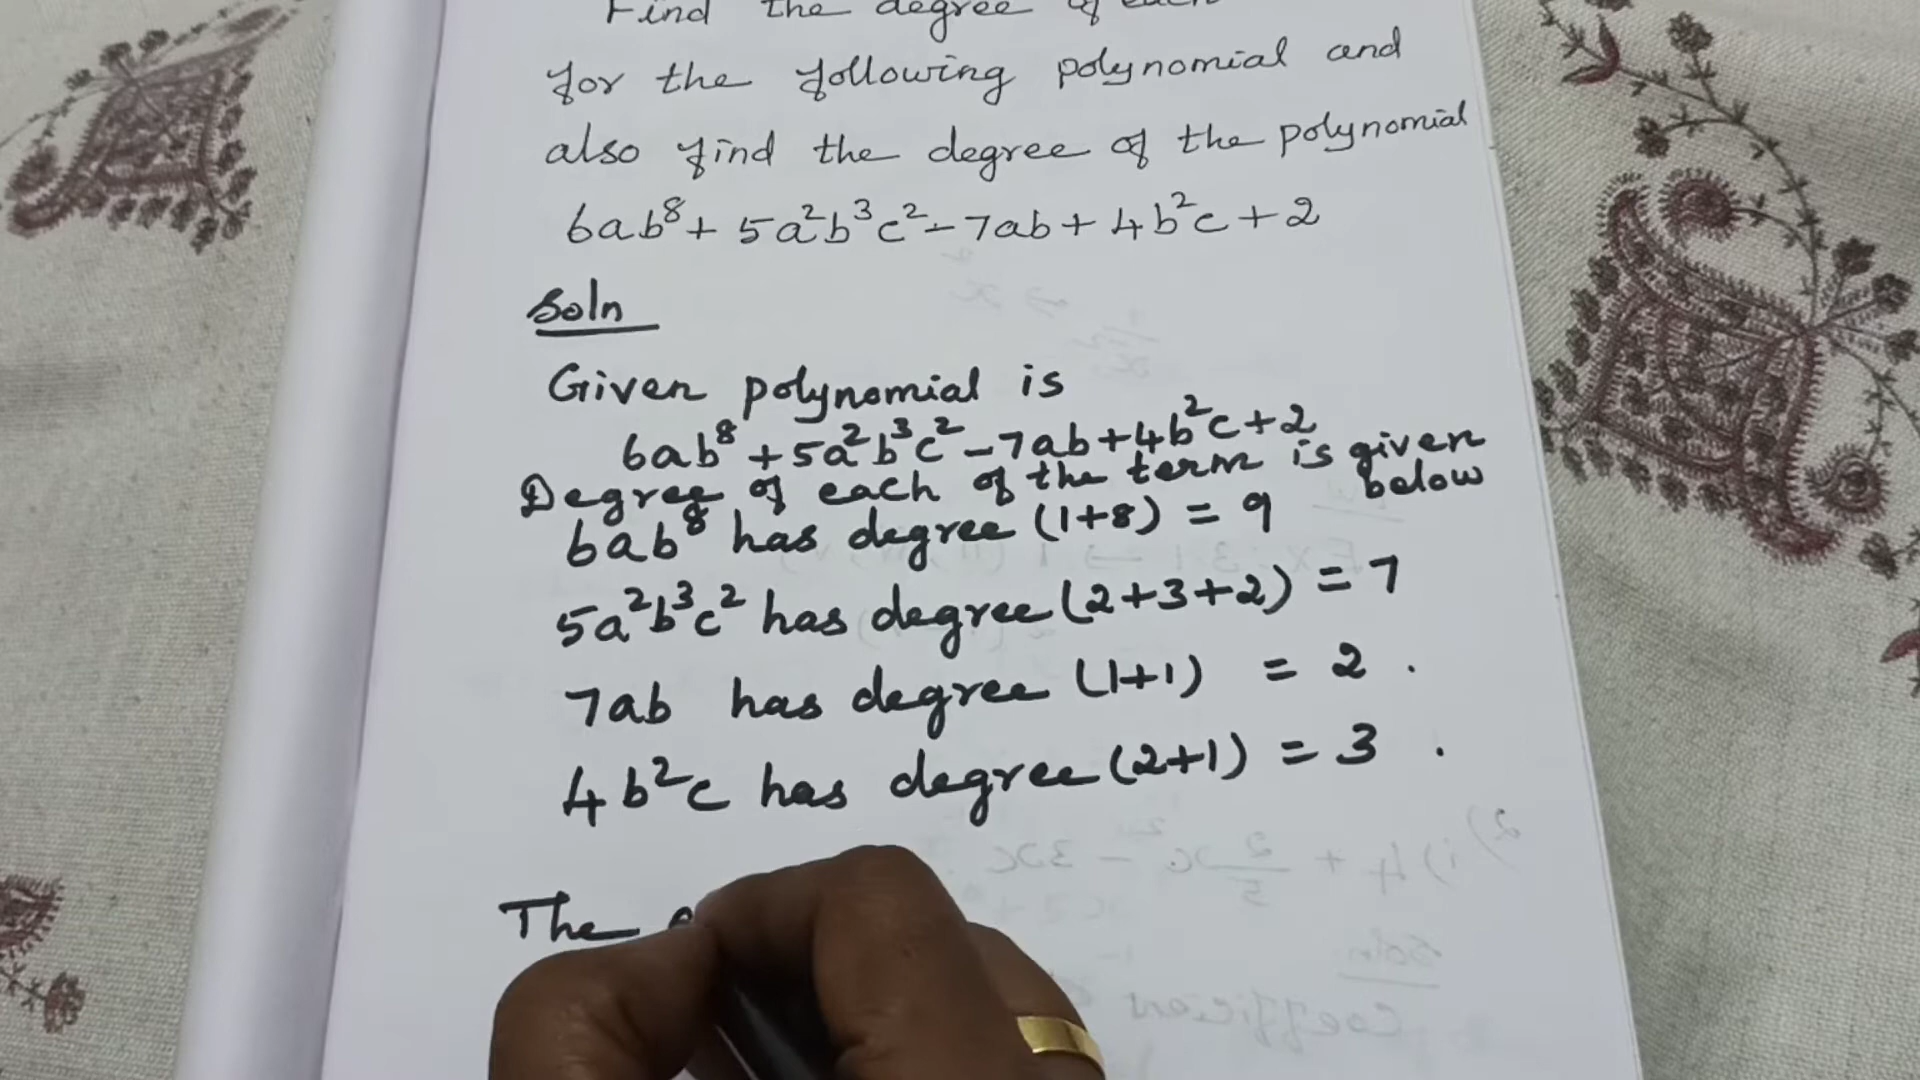 Find the degree of each
for the following polynomial and
also find the degree of the polynomial
6ab⁸ + 5a²b³c² - 7ab + 4b²c + 2
Soln
Given polynomial is
6ab⁸ + 5a²b³c² - 7ab + 4b²c + 2
Degree of each of the term is given below
6ab⁸ has degree (1+8) = 9
5a²b³c² has degree (2+3+2) = 7
7ab has degree (1+1) = 2 .
4b²c has degree (2+1) = 3 .
The